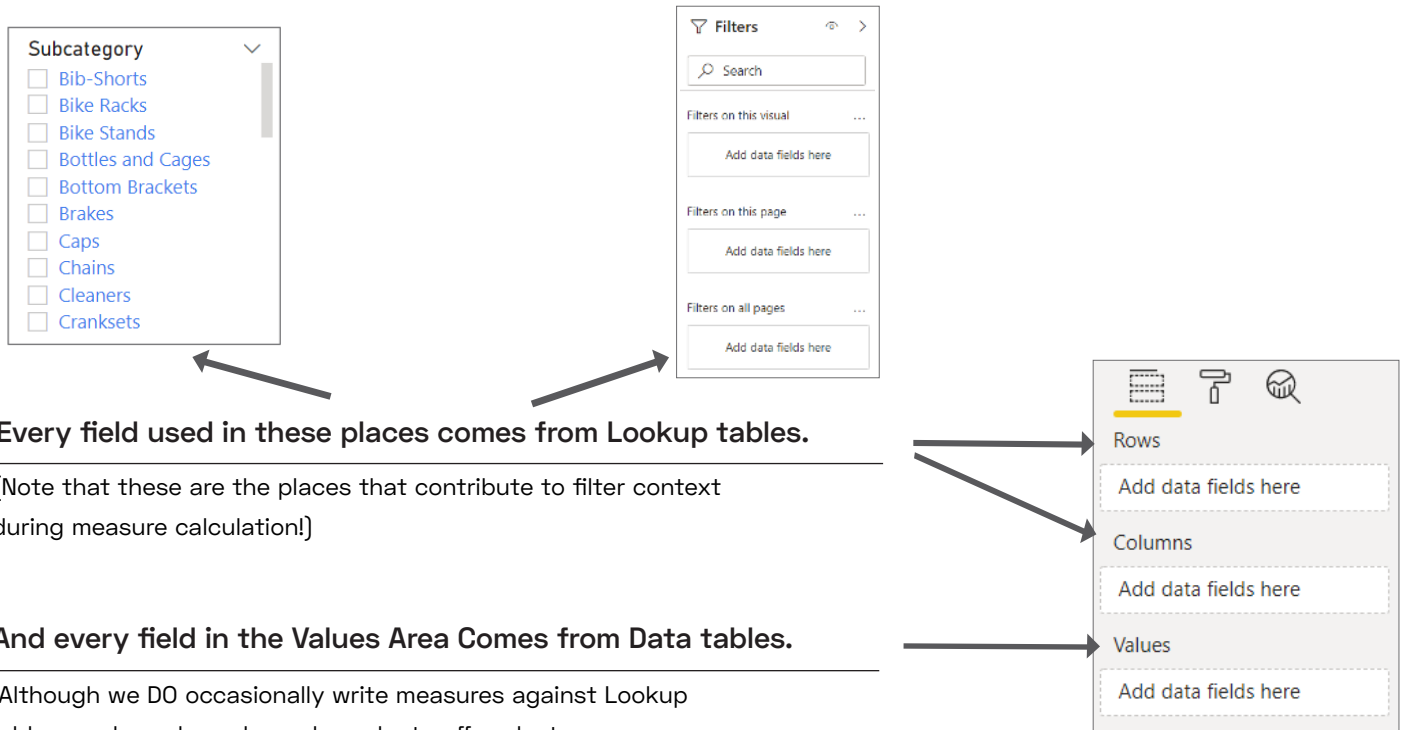 Subcategory
Bib-Shorts
Bike Racks
Bike Stands
Bottles and Cages
Bottom Brackets
Brakes
Caps
Chains
Cleaners
Cranksets
Filters
Search
Filters on this visual
...
Add data fields here
Filters on this page
...
Add data fields here
Filters on all pages
...
Add data fields here
Every field used in these places comes from Lookup tables.
(Note that these are the places that contribute to filter context
during measure calculation!)
And every field in the Values Area Comes from Data tables.
Although we DO occasionally write measures against Lookup
Rows
Add data fields here
Columns
Add data fields here
Values
Add data fields here